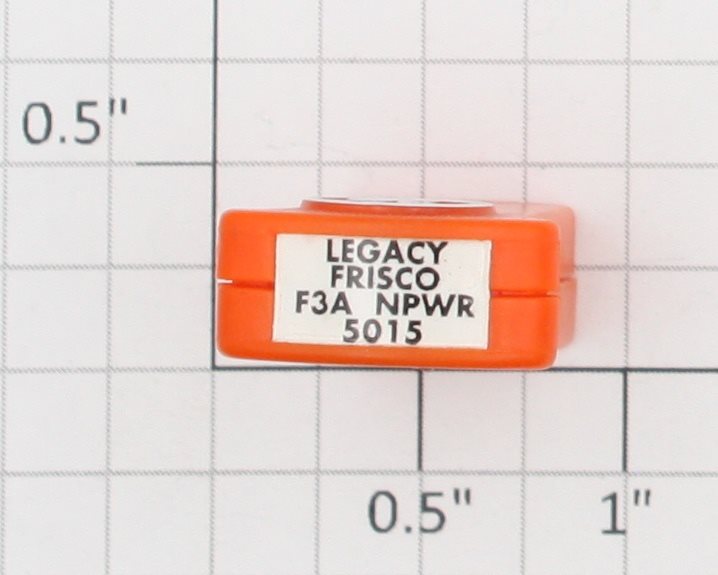 0.5"
LEGACY
FRISCO
F3A NPWR
5015
0.5"
1"